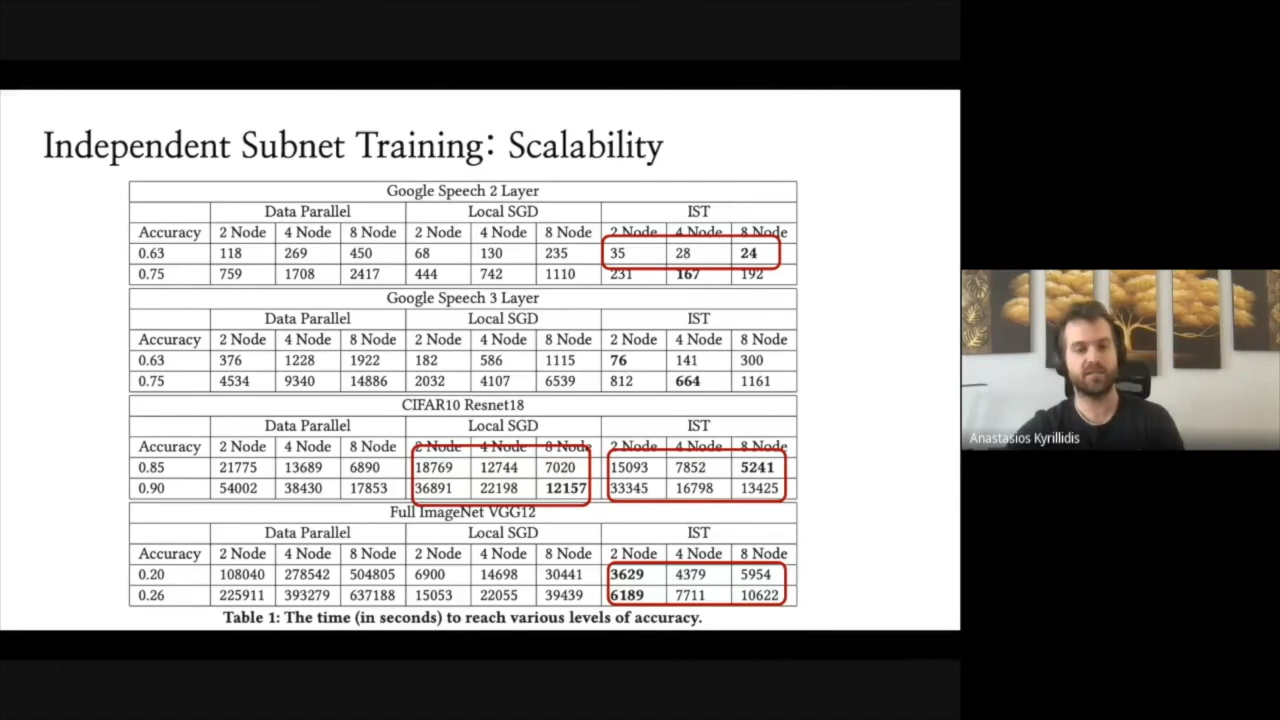 Independent Subnet Training: Scalability
Google Speech 2 Layer
Data Parallel Local SGD IST
Accuracy 2 Node 4 Node 8 Node 2 Node 4 Node 8 Node 2 Node 4 Node 8 Node
0.63 118 269 450 68 130 235 35 28 24
0.75 759 1708 2417 444 742 1110 231 167 192
Google Speech 3 Layer
Data Parallel Local SGD IST
Accuracy 2 Node 4 Node 8 Node 2 Node 4 Node 8 Node 2 Node 4 Node 8 Node
0.63 376 1228 1922 182 586 1115 76 141 300
0.75 4534 9340 14886 2032 4107 6539 812 664 1161
CIFAR10 Resnet18
Data Parallel Local SGD IST
Accuracy 2 Node 4 Node 8 Node 2 Node 4 Node 8 Node 2 Node 4 Node 8 Node
0.85 21775 13689 6890 18769 12744 7020 15093 7852 5241
0.90 54002 38430 17853 36891 22198 12157 33345 16798 13425
Full ImageNet VGG12
Data Parallel Local SGD IST
Accuracy 2 Node 4 Node 8 Node 2 Node 4 Node 8 Node 2 Node 4 Node 8 Node
0.20 108040 278542 504805 6900 14698 30441 3629 4379 5954
0.26 225911 393279 637188 15053 22055 39439 6189 7711 10622
Table 1: The time (in seconds) to reach various levels of accuracy.
Anastasios Kyrillidis